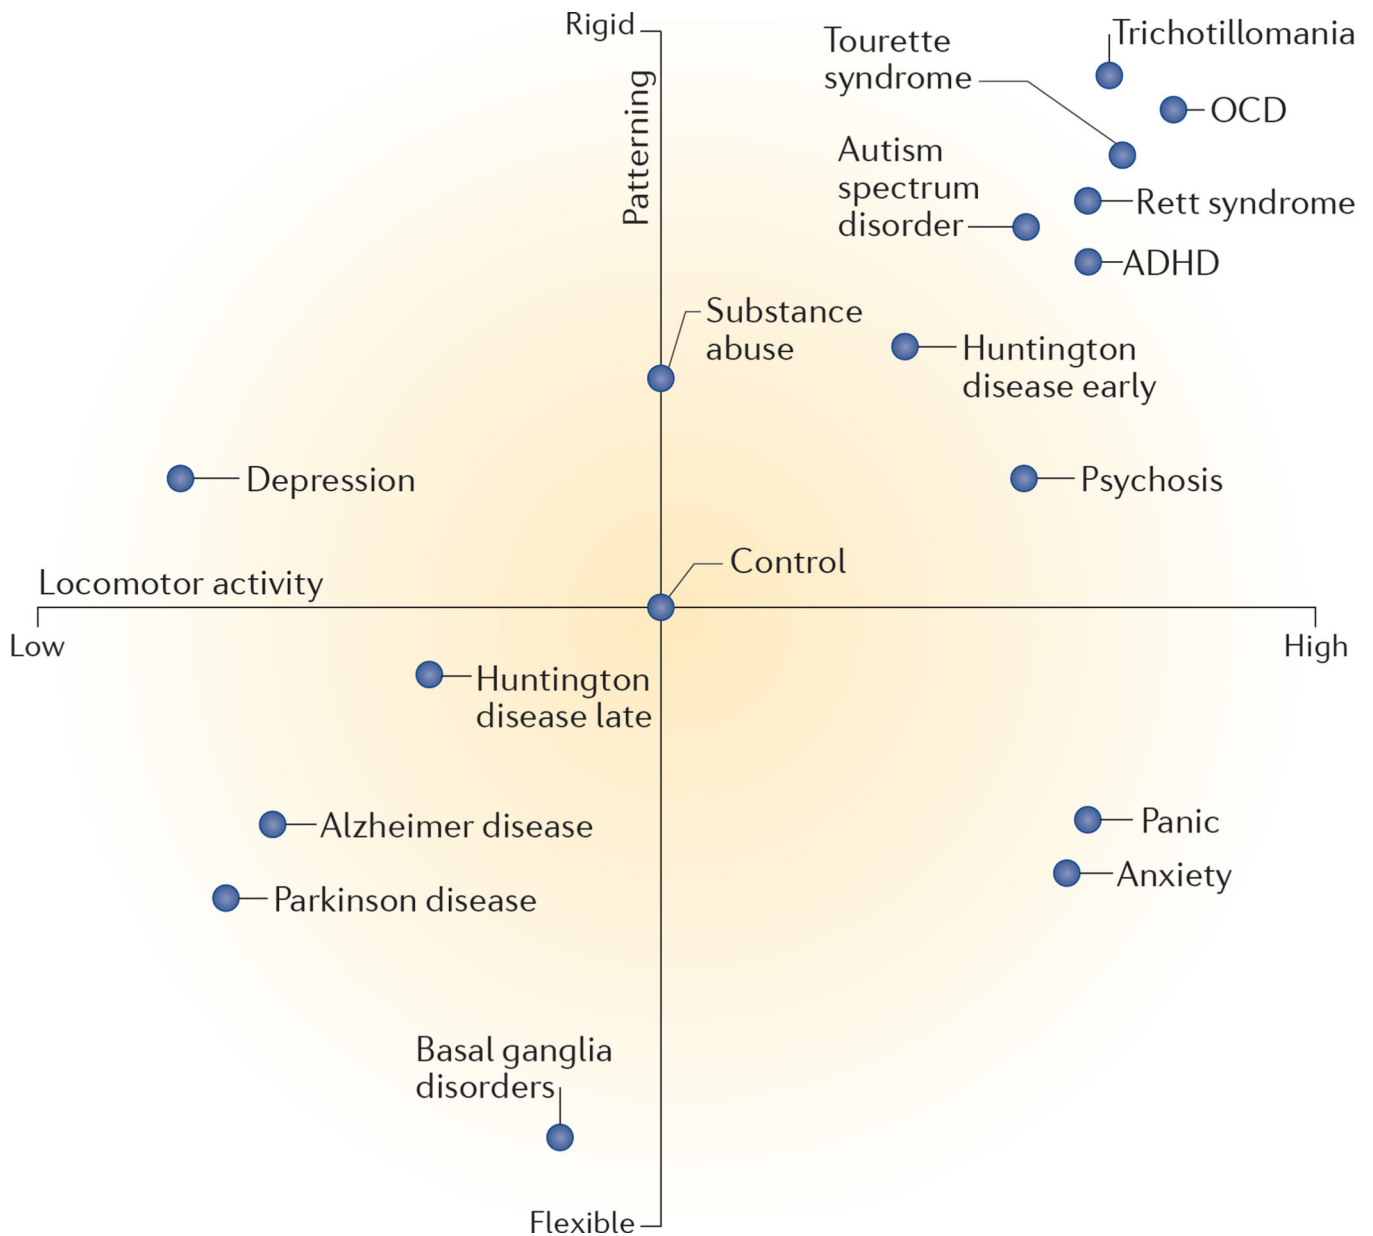 Rigid
Patterning
Trichotillomania
Tourette
syndrome
OCD
Autism
spectrum
disorder
Rett syndrome
ADHD
Substance
abuse
Huntington
disease early
Depression
Psychosis
Control
Locomotor activity
Low
High
Huntington
disease late
Alzheimer disease
Panic
Anxiety
Parkinson disease
Basal ganglia
disorders
Flexible